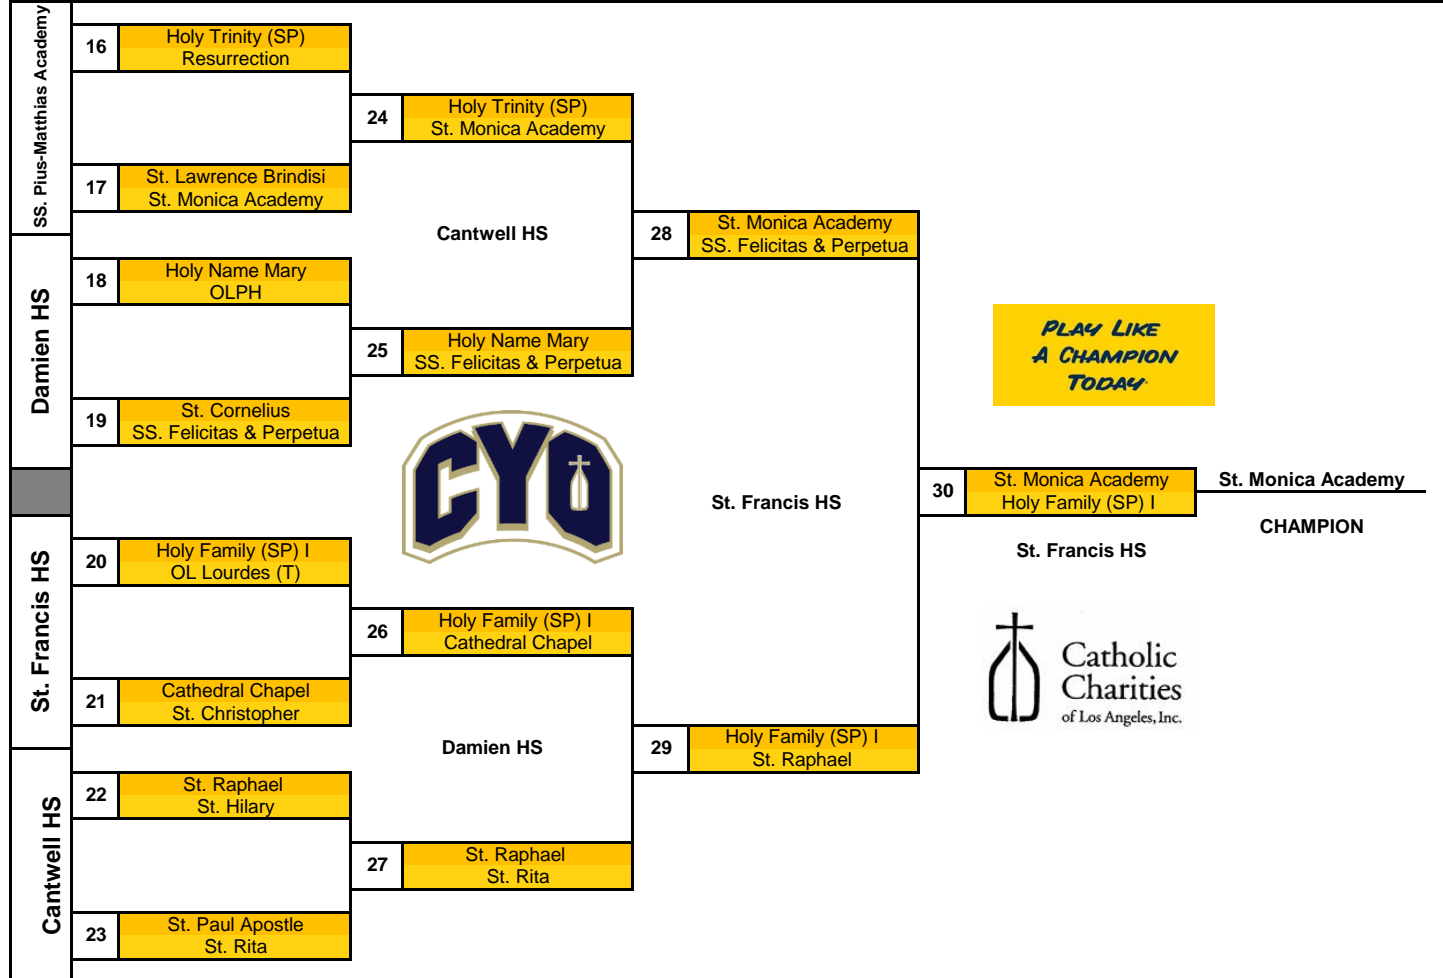 SS. Pius-Matthias Academy
16
Holy Trinity (SP)
Resurrection
24
Holy Trinity (SP)
St. Monica Academy
17
St. Lawrence Brindisi
St. Monica Academy
Cantwell HS
28
St. Monica Academy
SS. Felicitas & Perpetua
Damien HS
18
Holy Name Mary
OLPH
25
Holy Name Mary
SS. Felicitas & Perpetua
PLAY LIKE
A CHAMPION
TODAY
19
St. Cornelius
SS. Felicitas & Perpetua
CYO
St. Francis HS
30
St. Monica Academy
Holy Family (SP) I
St. Monica Academy
CHAMPION
St. Francis HS
St. Francis HS
20
Holy Family (SP) I
OL Lourdes (T)
26
Holy Family (SP) I
Cathedral Chapel
Catholic
Charities
of Los Angeles, Inc.
21
Cathedral Chapel
St. Christopher
Damien HS
29
Holy Family (SP) I
St. Raphael
Cantwell HS
22
St. Raphael
St. Hilary
27
St. Raphael
St. Rita
23
St. Paul Apostle
St. Rita